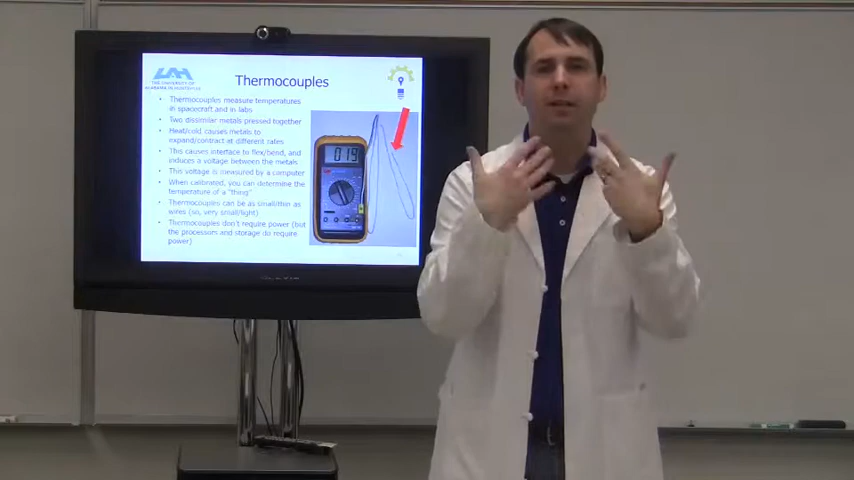 UAH
THE UNIVERSITY OF
ALABAMA IN HUNTSVILLE
Thermocouples
• Thermocouples measure temperatures
in spacecraft and in labs
• Two dissimilar metals pressed together
• Heat/cold causes metals to
expand/contract at different rates
• This causes interface to flex/bend, and
induces a voltage between the metals
• This voltage is measured by a computer
• When calibrated, you can determine the
temperature of a "thing"
• Thermocouples can be as small/thin as
wires (so, very small/light)
• Thermocouples don't require power (but
the processors and storage do require
power)
019